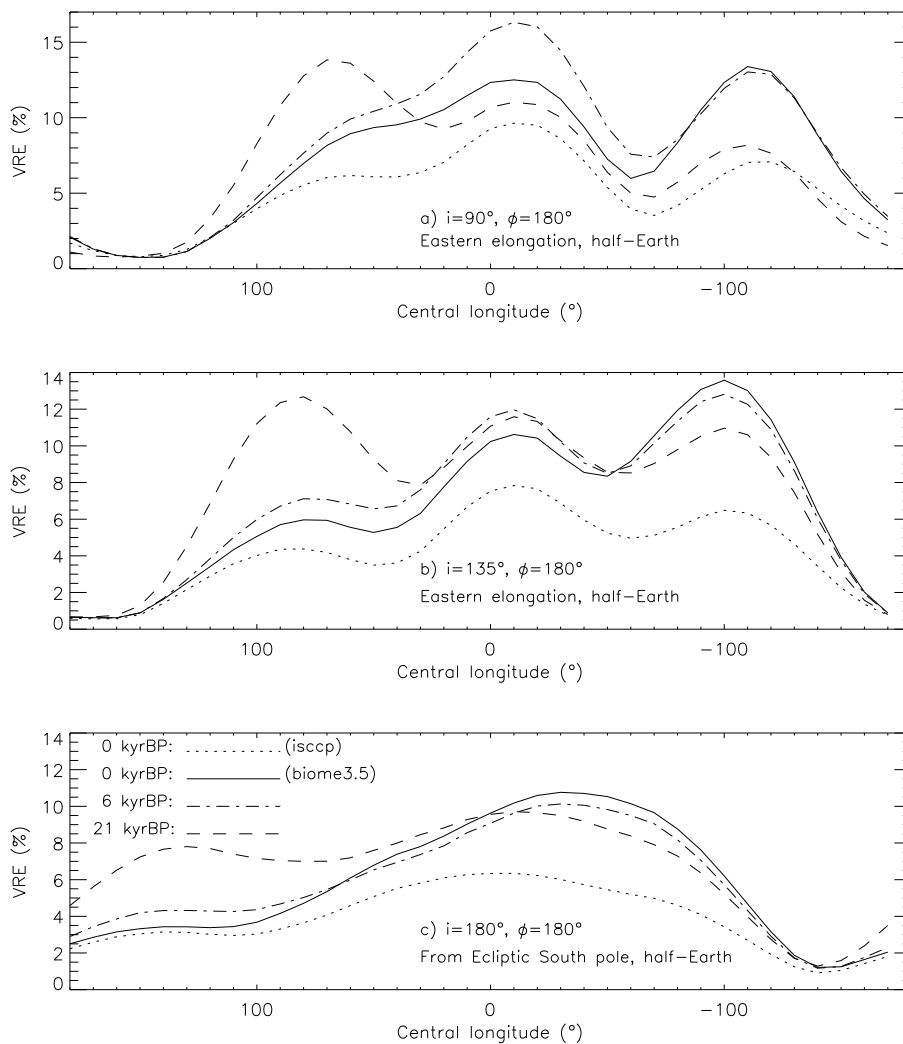 15
10
5
0
VRE (%)
a) i=90°, ϕ=180°
Eastern elongation, half-Earth
100
0
-100
Central longitude (°)
14
12
10
8
6
4
2
0
VRE (%)
b) i=135°, ϕ=180°
Eastern elongation, half-Earth
100
0
-100
Central longitude (°)
14
12
10
8
6
4
2
0
VRE (%)
0 kyrBP: (isccp)
0 kyrBP: (biome3.5)
6 kyrBP:
21 kyrBP:
c) i=180°, ϕ=180°
From Ecliptic South pole, half-Earth
100
0
-100
Central longitude (°)